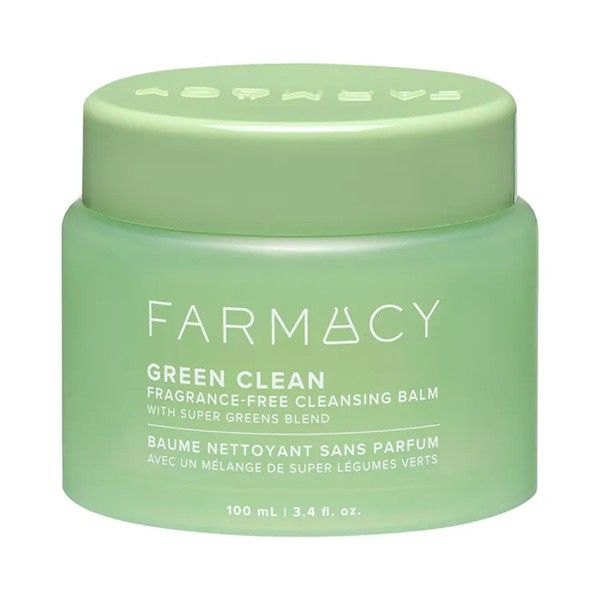 FARMACY
FARMACY
GREEN CLEAN
FRAGRANCE-FREE CLEANSING BALM
WITH SUPER GREENS BLEND
BAUME NETTOYANT SANS PARFUM
AVEC UN MÉLANGE DE SUPER LÉGUMES VERTS
100 mL | 3.4 fl. oz.